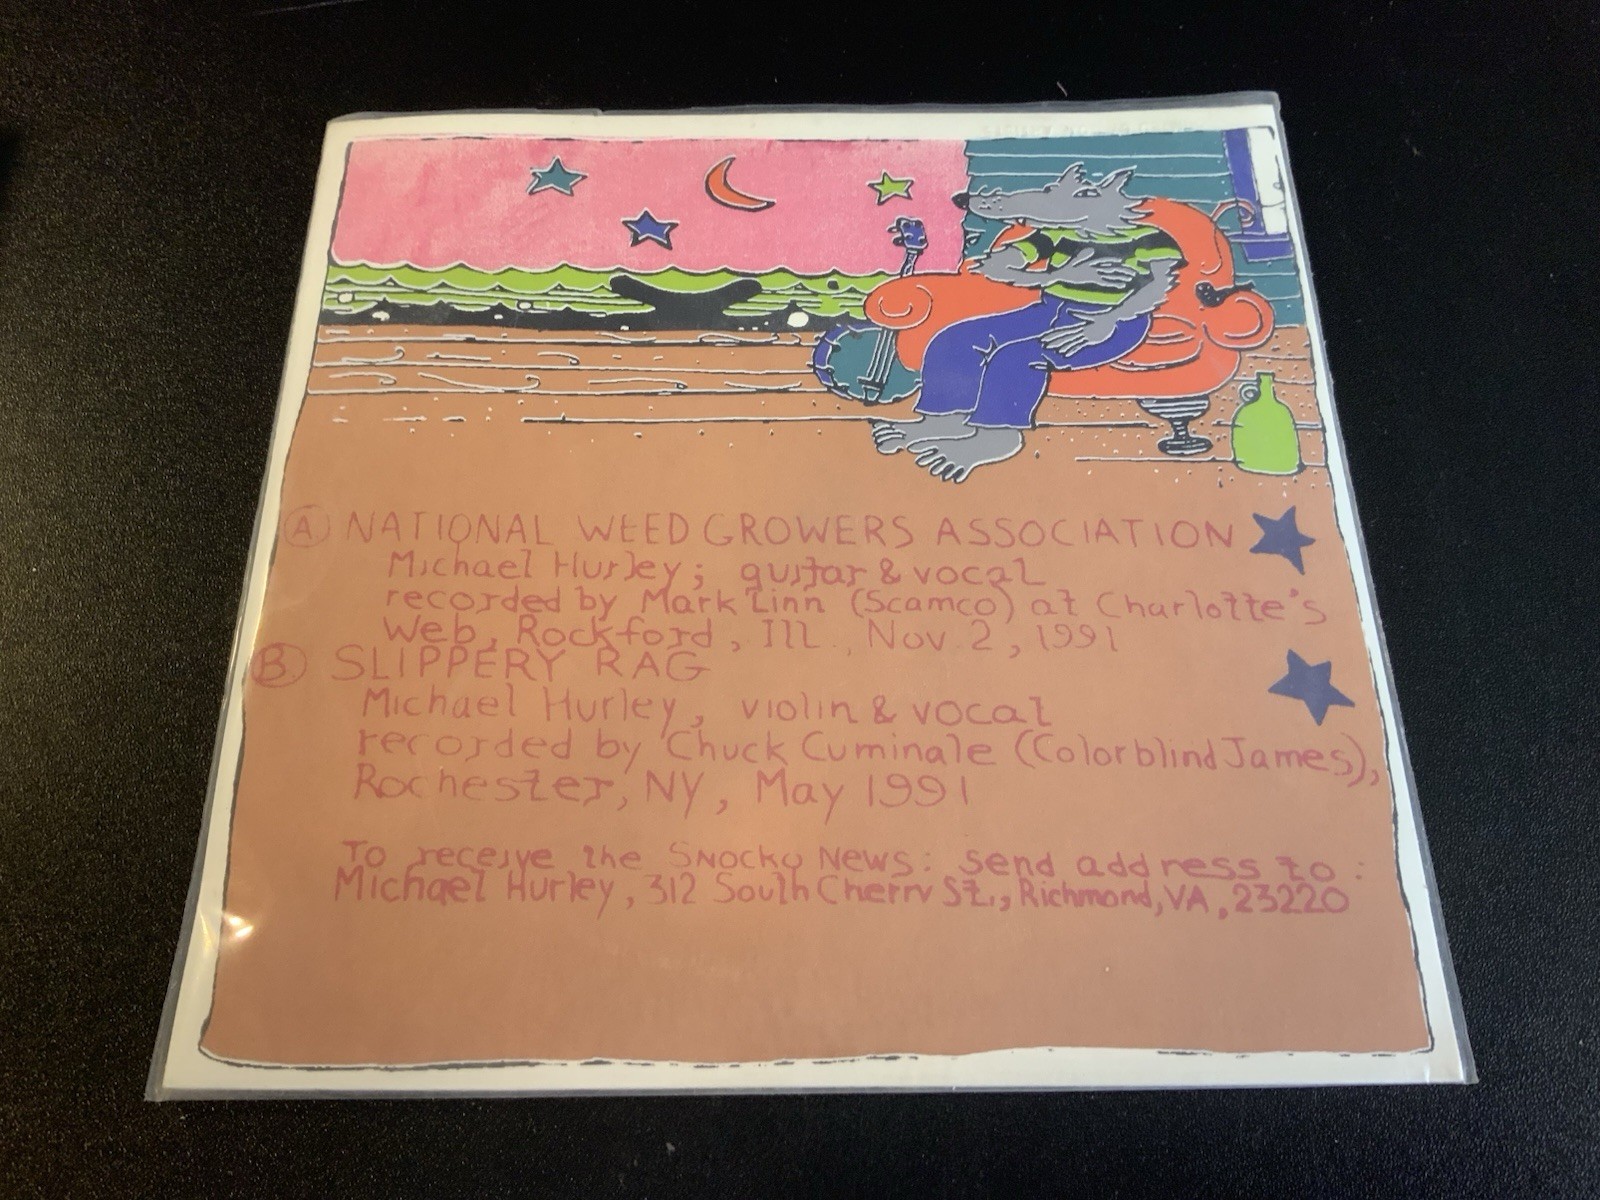 A NATIONAL WEED GROWERS ASSOCIATION
Michael Hurley; guitar & vocal
recorded by Mark Linn (Scamco) at Charlotte's
Web, Rockford, Ill., Nov. 2, 1991
B SLIPPERY RAG
Michael Hurley, violin & vocal
recorded by Chuck Cuminale (Colorblind James),
Rochester, NY, May 1991
To receive the Snocko News: send address to:
Michael Hurley, 312 South Cherry St., Richmond, VA, 23220